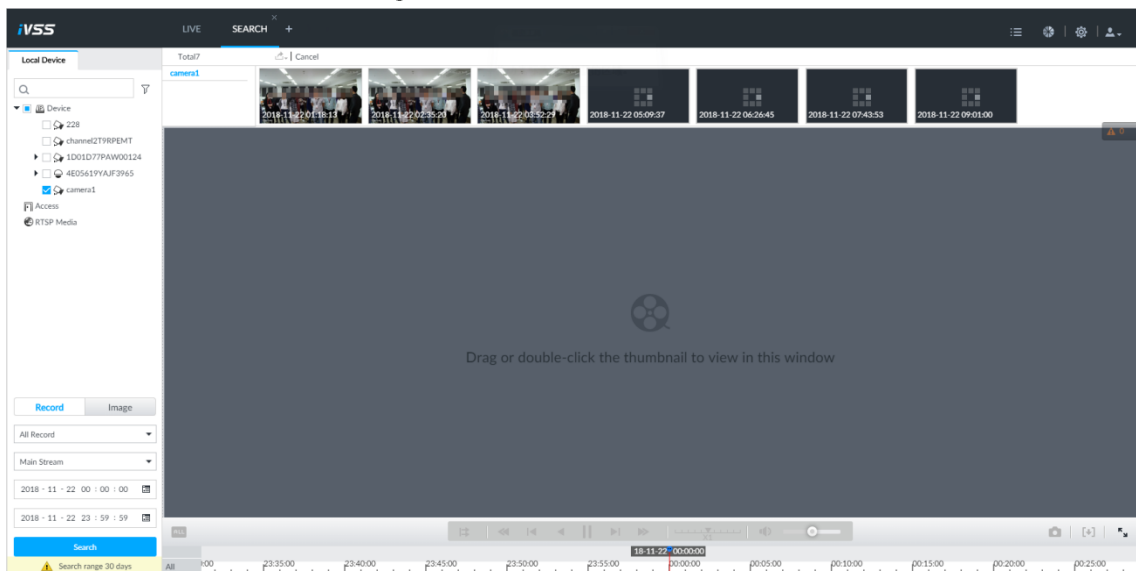 iVSS
LIVE
SEARCH
×
+
Local Device
Total7
Cancel
camera1
2018-11-22 01:18:13
2018-11-22 02:35:20
2018-11-22 03:52:29
2018-11-22 05:09:37
2018-11-22 06:26:45
2018-11-22 07:43:53
2018-11-22 09:01:00
0
Device
228
channel2T9RPEMT
1D01D77PAW00124
4E05619YAJF3965
camera1
Access
RTSP Media
Drag or double-click the thumbnail to view in this window
Record
Image
All Record
Main Stream
2018 - 11 - 22 00 : 00 : 00
2018 - 11 - 22 23 : 59 : 59
Search
Search range 30 days
18-11-22 00:00:00
All
23:35:00
23:40:00
23:45:00
23:50:00
23:55:00
00:00:00
00:05:00
00:10:00
00:15:00
00:20:00
00:25:00